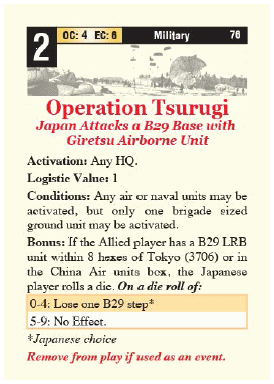 2
OC: 4 EC: 6 Military 76
Operation Tsurugi
Japan Attacks a B29 Base with
Giretsu Airborne Unit
Activation: Any HQ.
Logistic Value: 1
Conditions: Any air or naval units may be
activated, but only one brigade sized
ground unit may be activated.
Bonus: If the Allied player has a B29 LRB
unit within 8 hexes of Tokyo (3706) or in
the China Air units box, the Japanese
player rolls a die. On a die roll of:
0-4: Lose one B29 step*
5-9: No Effect.
*Japanese choice
Remove from play if used as an event.